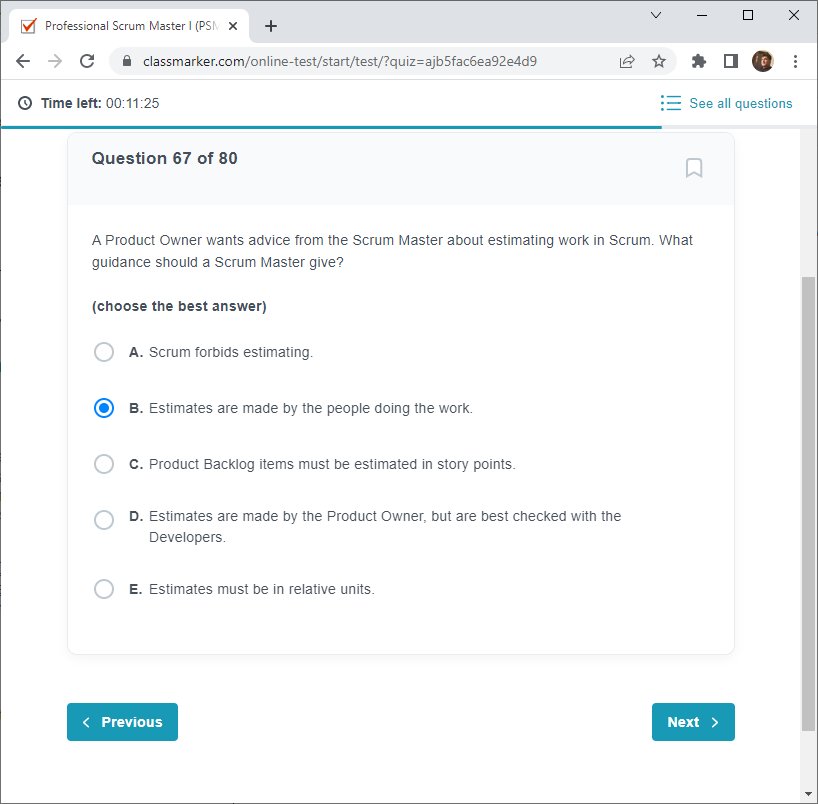 Professional Scrum Master I (PSM
classmarker.com/online-test/start/test/?quiz=ajb5fac6ea92e4d9
Time left: 00:11:25
See all questions
Question 67 of 80
A Product Owner wants advice from the Scrum Master about estimating work in Scrum. What
guidance should a Scrum Master give?
(choose the best answer)
A. Scrum forbids estimating.
B. Estimates are made by the people doing the work.
C. Product Backlog items must be estimated in story points.
D. Estimates are made by the Product Owner, but are best checked with the
Developers.
E. Estimates must be in relative units.
Previous
Next